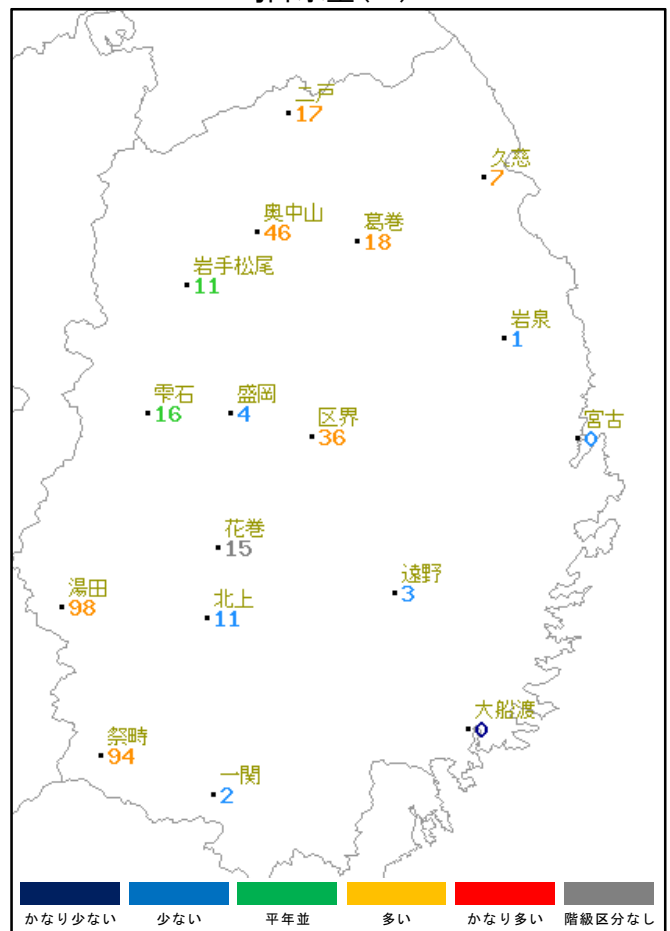 二戸
17
久慈
7
奥中山
46
葛巻
18
岩手松尾
11
岩泉
1
雫石
16
盛岡
4
区界
36
宮古
0
花巻
15
湯田
98
北上
11
遠野
3
大船渡
0
祭畤
94
一関
2
かなり少ない 少ない 平年並 多い かなり多い 階級区分なし